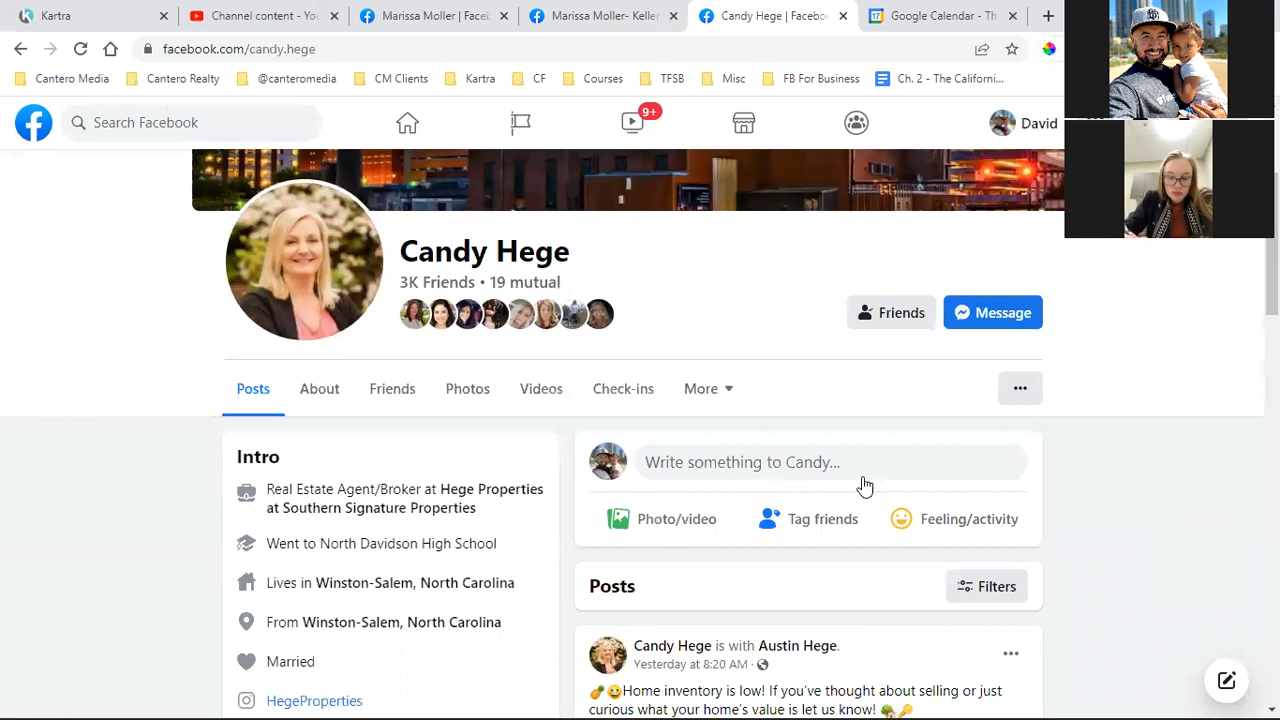 Kartra
Channel content - You
Marissa Moller | Faceb
Marissa Moller- Keller
Candy Hege | Faceboo
Google Calendar - Th
facebook.com/candy.hege
Cantero Media
Cantero Realty
@canteromedia
CM Clients
Kartra
CF
Courses
TFSB
Misc
FB For Business
Ch. 2 - The Californi...
Search Facebook
9+
David
Candy Hege
3K Friends • 19 mutual
Friends
Message
Posts
About
Friends
Photos
Videos
Check-ins
More
Intro
Real Estate Agent/Broker at Hege Properties
at Southern Signature Properties
Went to North Davidson High School
Lives in Winston-Salem, North Carolina
From Winston-Salem, North Carolina
Married
HegeProperties
Write something to Candy...
Photo/video
Tag friends
Feeling/activity
Posts
Filters
Candy Hege is with Austin Hege.
Yesterday at 8:20 AM ·
🍍😃Home inventory is low! If you've thought about selling or just
curious what your home's value is let us know! 🏡🔑